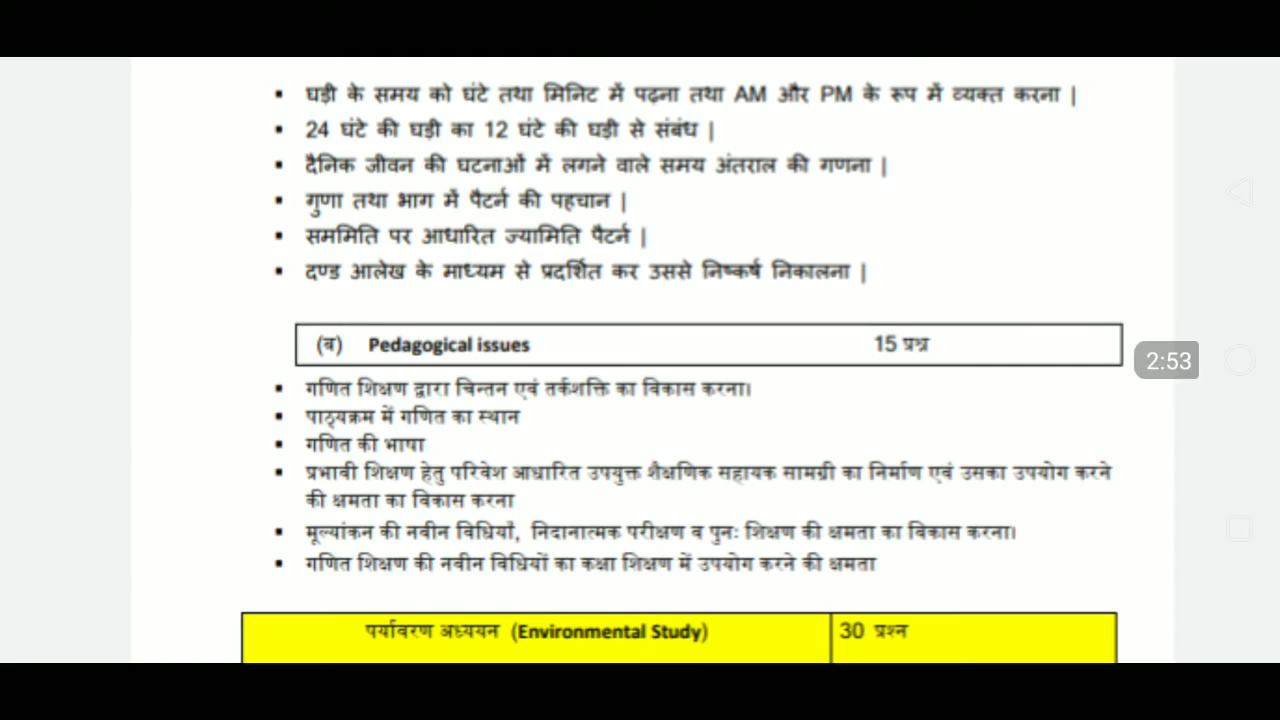 ▪ घड़ी के समय को घंटे तथा मिनिट में पढ़ना तथा AM और PM के रूप में व्यक्त करना |
▪ 24 घंटे की घड़ी का 12 घंटे की घड़ी से संबंध |
▪ दैनिक जीवन की घटनाओं में लगने वाले समय अंतराल की गणना |
▪ गुणा तथा भाग में पैटर्न की पहचान |
▪ सममिति पर आधारित ज्यामिति पैटर्न |
▪ दण्ड आलेख के माध्यम से प्रदर्शित कर उससे निष्कर्ष निकालना |
(ब) Pedagogical issues 15 प्रश्न
2:53
▪ गणित शिक्षण द्वारा चिन्तन एवं तर्कशक्ति का विकास करना।
▪ पाठ्यक्रम में गणित का स्थान
▪ गणित की भाषा
▪ प्रभावी शिक्षण हेतु परिवेश आधारित उपयुक्त शैक्षणिक सहायक सामग्री का निर्माण एवं उसका उपयोग करने
की क्षमता का विकास करना
▪ मूल्यांकन की नवीन विधियाँ, निदानात्मक परीक्षण व पुनः शिक्षण की क्षमता का विकास करना।
▪ गणित शिक्षण की नवीन विधियों का कक्षा शिक्षण में उपयोग करने की क्षमता
पर्यावरण अध्ययन (Environmental Study) 30 प्रश्न